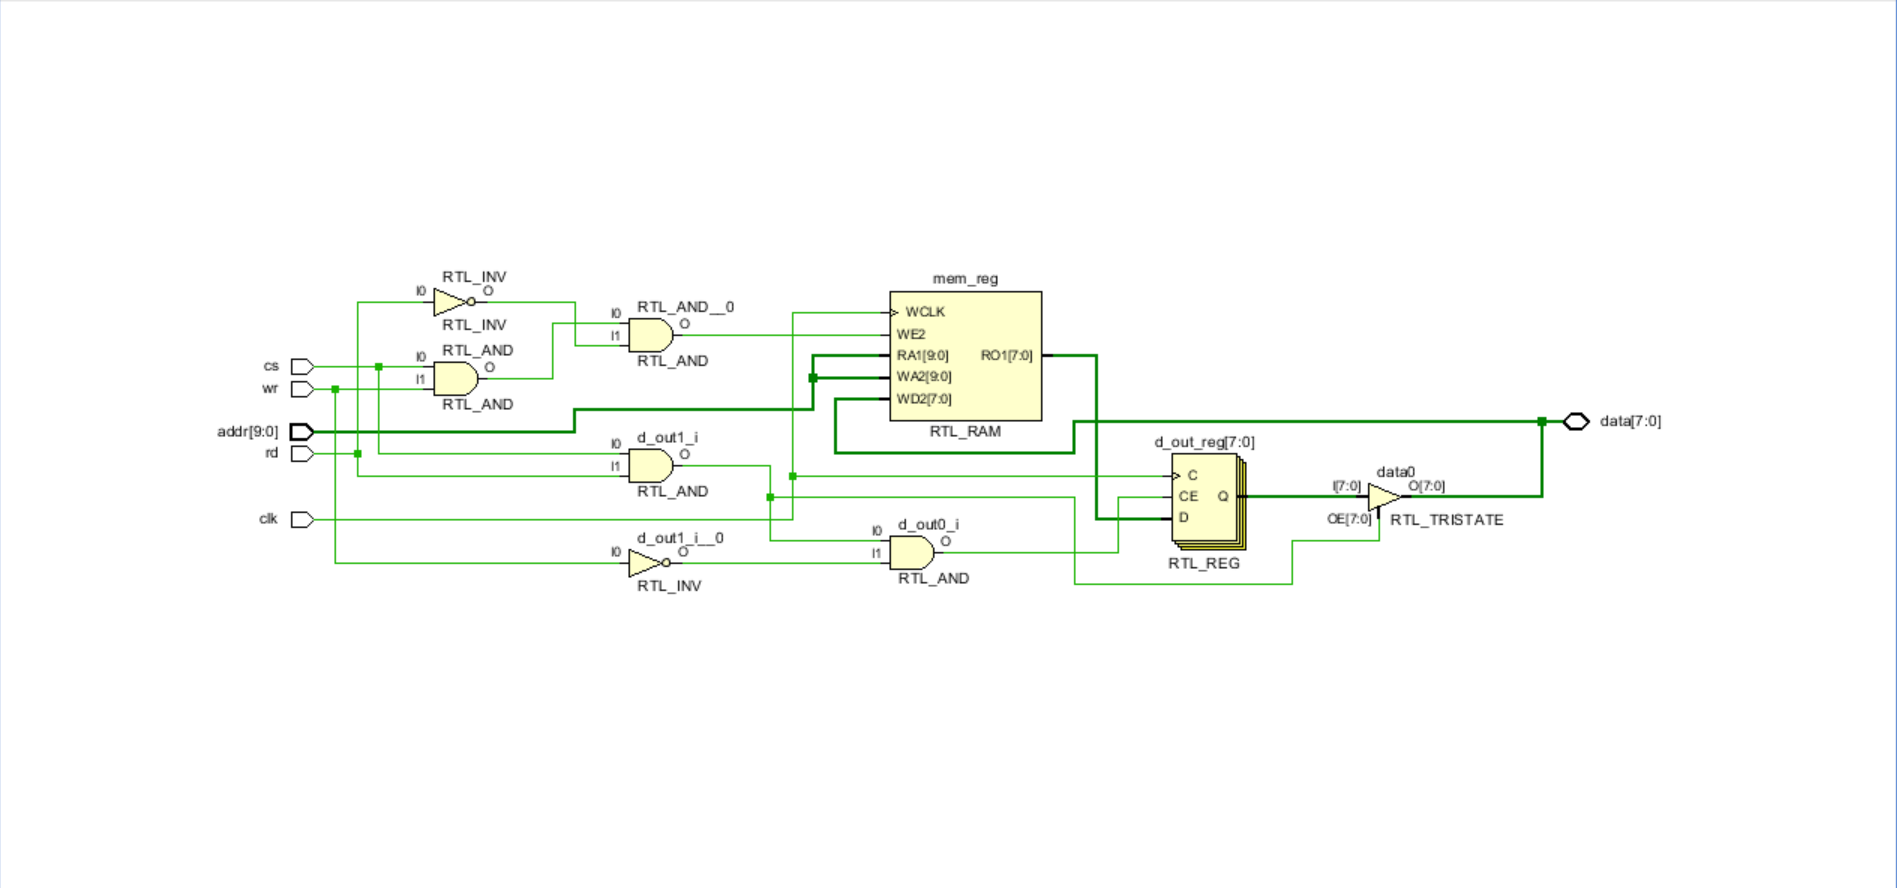 RTL_INV
I0
O
RTL_INV
RTL_AND__0
I0
O
I1
RTL_AND
RTL_AND
I0
O
I1
RTL_AND
cs
wr
addr[9:0]
rd
clk
d_out1_i
I0
O
I1
RTL_AND
d_out1_i__0
I0
O
RTL_INV
mem_reg
WCLK
WE2
RA1[9:0] RO1[7:0]
WA2[9:0]
WD2[7:0]
RTL_RAM
d_out0_i
I0
O
I1
RTL_AND
d_out_reg[7:0]
C
CE Q
D
RTL_REG
data0
I[7:0] O[7:0]
OE[7:0] RTL_TRISTATE
data[7:0]